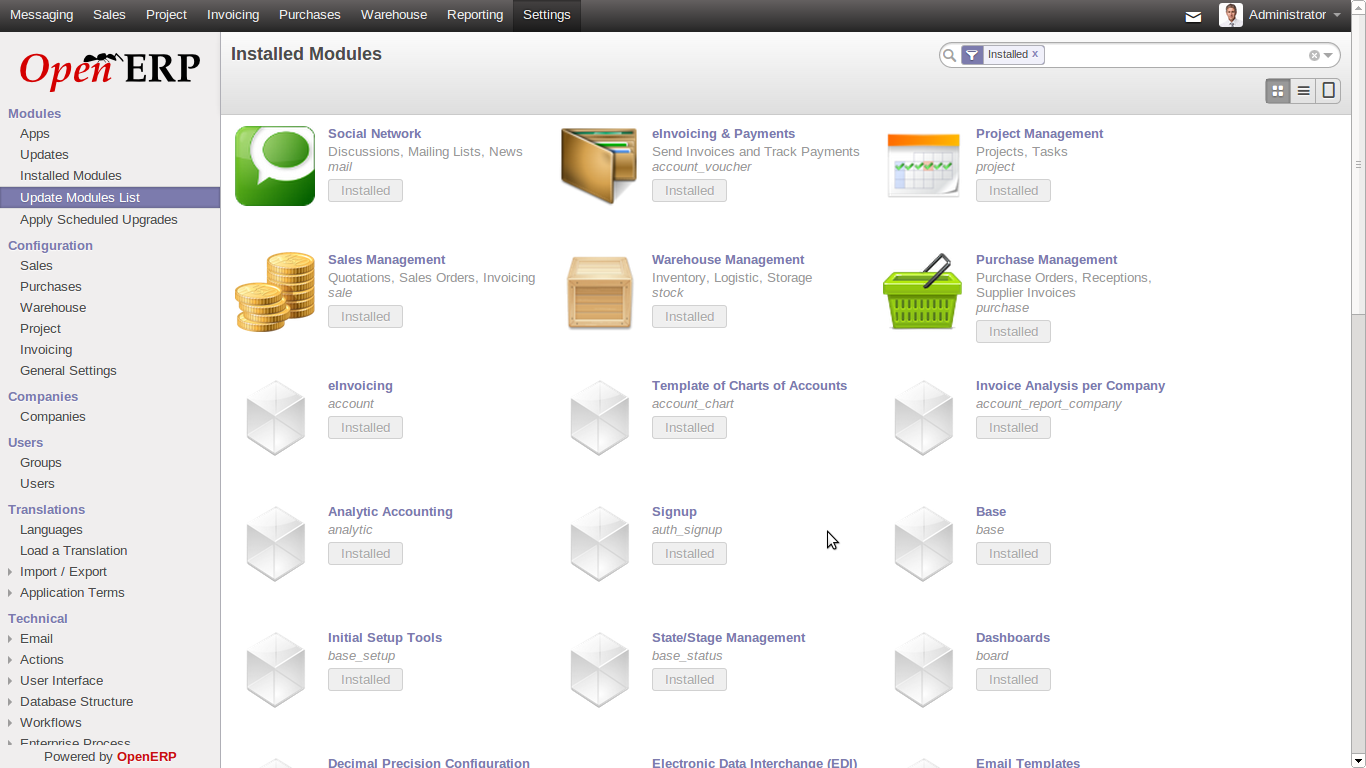 Messaging Sales Project Invoicing Purchases Warehouse Reporting Settings Administrator
Open ERP
Modules
Apps
Updates
Installed Modules
Update Modules List
Apply Scheduled Upgrades
Configuration
Sales
Purchases
Warehouse
Project
Invoicing
General Settings
Companies
Companies
Users
Groups
Users
Translations
Languages
Load a Translation
Import / Export
Application Terms
Technical
Email
Actions
User Interface
Database Structure
Workflows
Enterprise Process
Powered by OpenERP
Installed Modules
Installed x
Social Network
Discussions, Mailing Lists, News
mail
Installed
eInvoicing & Payments
Send Invoices and Track Payments
account_voucher
Installed
Project Management
Projects, Tasks
project
Installed
Sales Management
Quotations, Sales Orders, Invoicing
sale
Installed
Warehouse Management
Inventory, Logistic, Storage
stock
Installed
Purchase Management
Purchase Orders, Receptions,
Supplier Invoices
purchase
Installed
eInvoicing
account
Installed
Template of Charts of Accounts
account_chart
Installed
Invoice Analysis per Company
account_report_company
Installed
Analytic Accounting
analytic
Installed
Signup
auth_signup
Installed
Base
base
Installed
Initial Setup Tools
base_setup
Installed
State/Stage Management
base_status
Installed
Dashboards
board
Installed
Decimal Precision Configuration
Electronic Data Interchange (EDI)
Email Templates